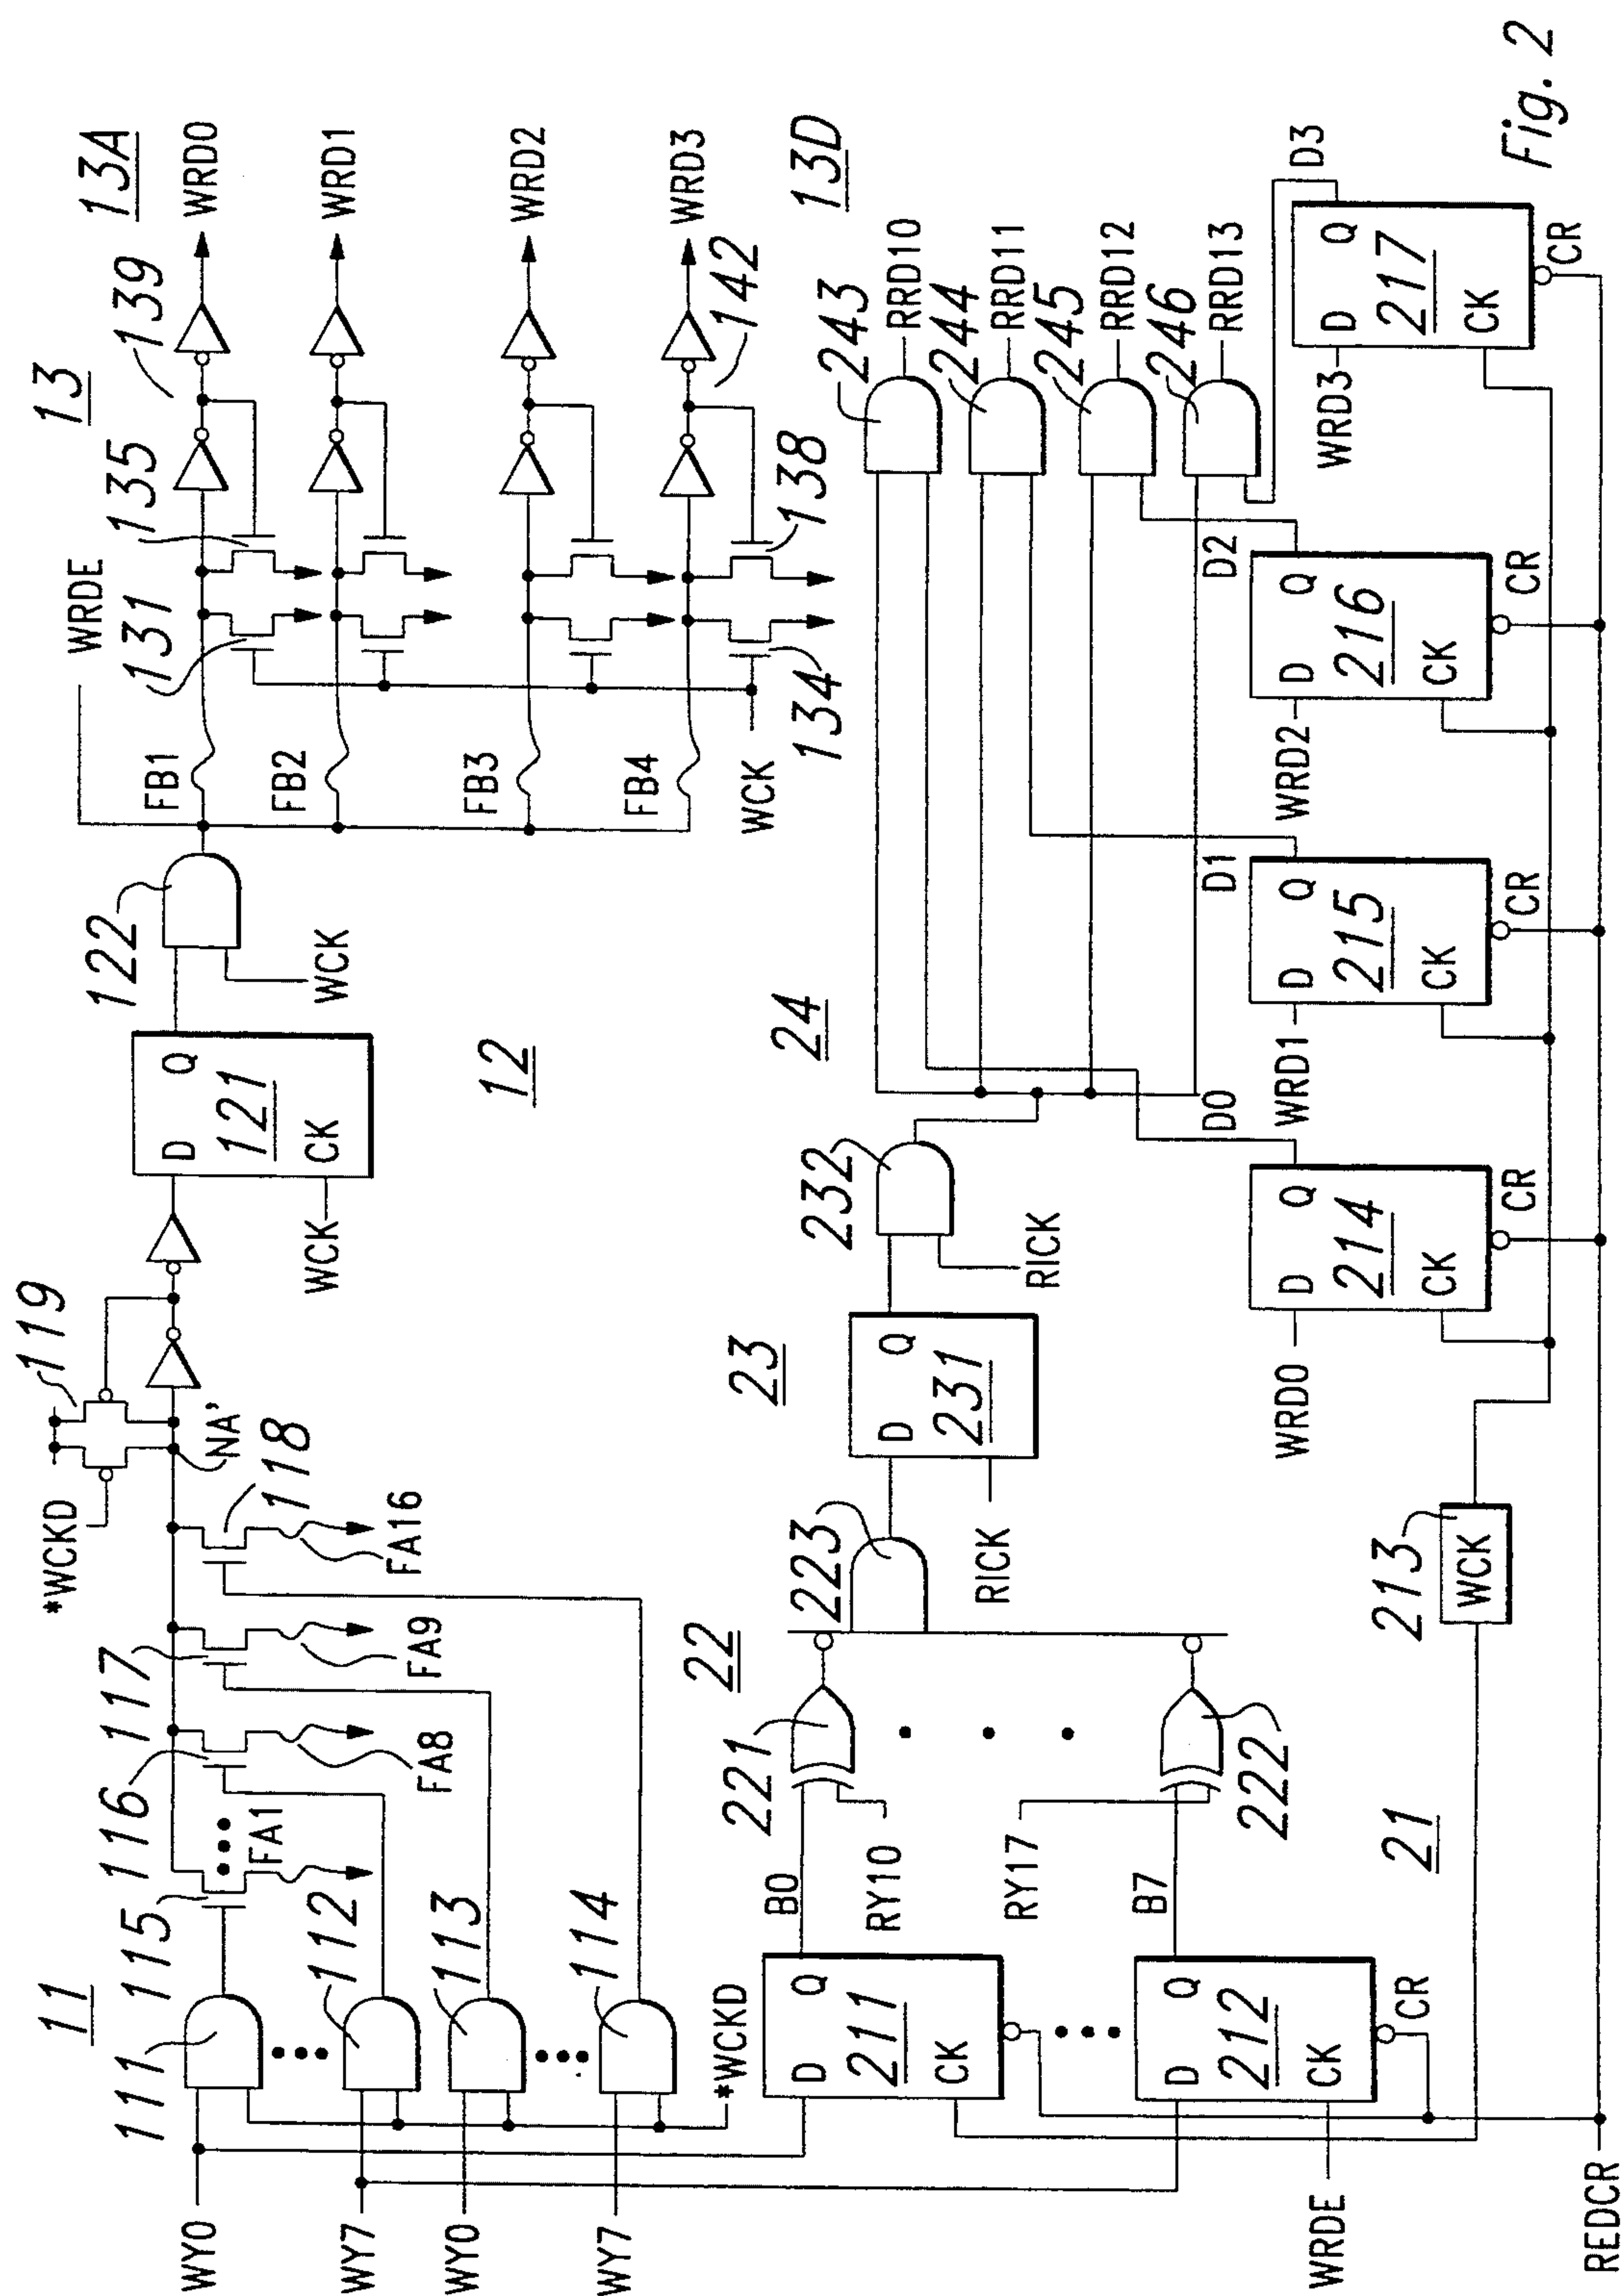 Fig. 2
11
111
112
113
114
115
116
117
118
119
WY0
WY7
WY0
WY7
*WCKD
*WCKD
FA1
FA8
FA9
FA16
NA'
12
D Q
121
CK
WCK
122
WCK
WRDE
13
13A
FB1
FB2
FB3
FB4
WCK
131
134
135
138
139
142
WRD0
WRD1
WRD2
WRD3
21
D Q
211
CK
D Q
212
CK
CR
WRDE
REDCR
B0
B7
RY10
RY17
22
221
222
223
23
D Q
231
RICK
232
RICK
24
13D
243
244
245
246
RRD10
RRD11
RRD12
RRD13
213
WCK
WRD0
D Q
214
CK
CR
D0
WRD1
D Q
215
CK
CR
D1
WRD2
D Q
216
CK
CR
D2
WRD3
D Q
217
CK
CR
D3